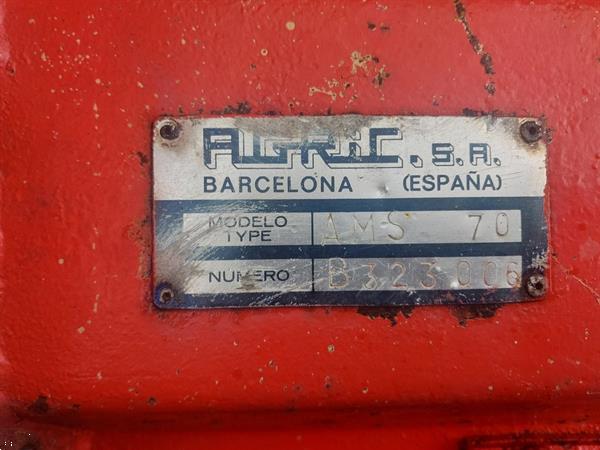 AGRIC, S.A.
BARCELONA (ESPAÑA)
MODELO
TYPE
AMS 70
NUMERO
B323006